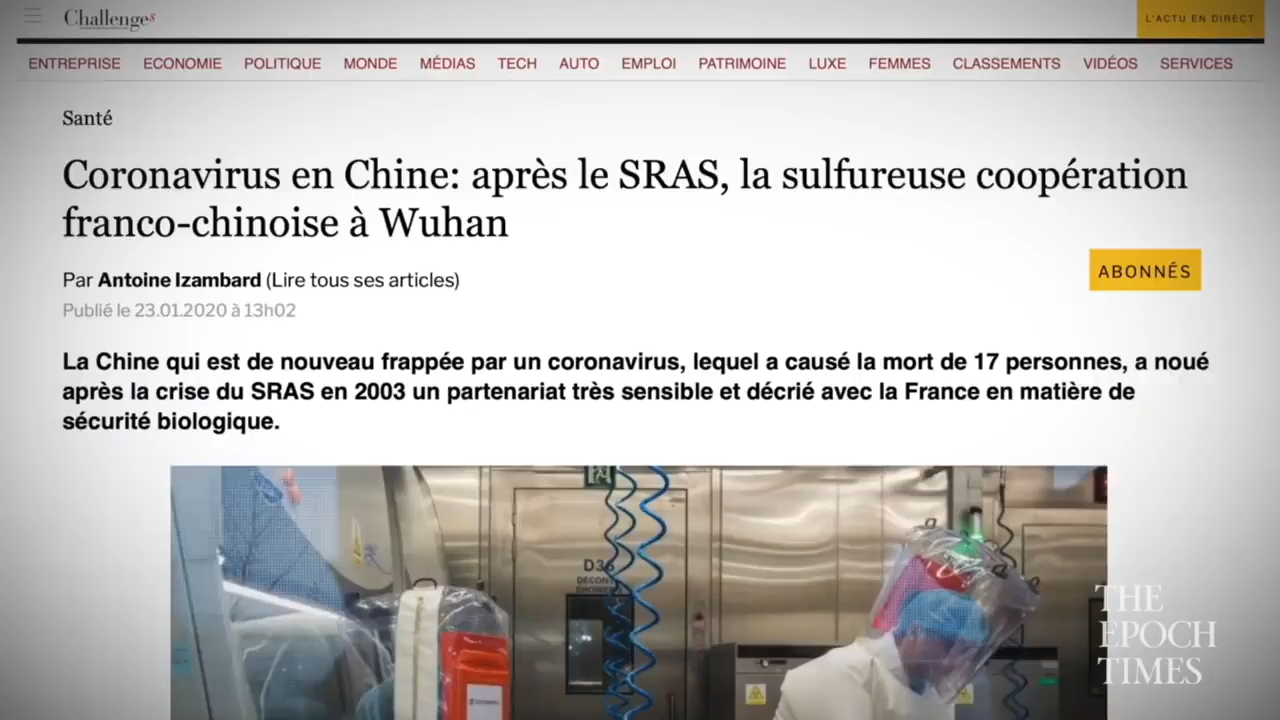 Challenges
L'ACTU EN DIRECT
ENTREPRISE ECONOMIE POLITIQUE MONDE MÉDIAS TECH AUTO EMPLOI PATRIMOINE LUXE FEMMES CLASSEMENTS VIDÉOS SERVICES
Santé
Coronavirus en Chine: après le SRAS, la sulfureuse coopération
franco-chinoise à Wuhan
Par Antoine Izambard (Lire tous ses articles)
ABONNÉS
Publié le 23.01.2020 à 13h02
La Chine qui est de nouveau frappée par un coronavirus, lequel a causé la mort de 17 personnes, a noué
après la crise du SRAS en 2003 un partenariat très sensible et décrié avec la France en matière de
sécurité biologique.
THE
EPOCH
TIMES